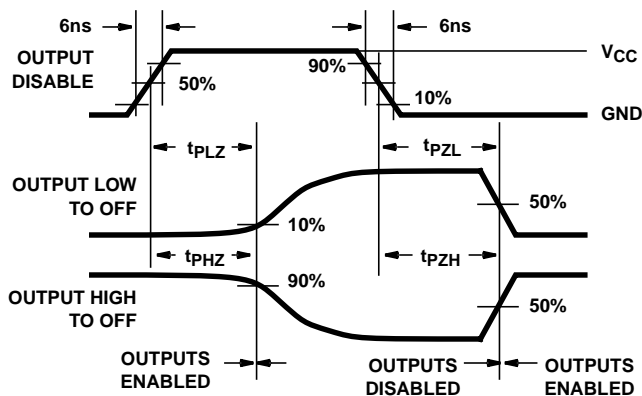 6ns
6ns
OUTPUT
DISABLE
90%
50%
10%
VCC
GND
tPLZ
tPZL
OUTPUT LOW
TO OFF
10%
50%
tPHZ
tPZH
OUTPUT HIGH
TO OFF
90%
50%
OUTPUTS
ENABLED
OUTPUTS
DISABLED
OUTPUTS
ENABLED